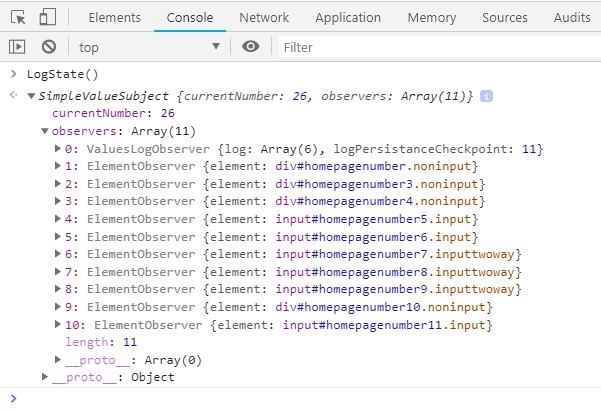 Elements Console Network Application Memory Sources Audits
top Filter
LogState()
SimpleValueSubject {currentNumber: 26, observers: Array(11)} i
currentNumber: 26
observers: Array(11)
0: ValuesLogObserver {log: Array(6), logPersistanceCheckpoint: 11}
1: ElementObserver {element: div#homepagenumber.noninput}
2: ElementObserver {element: div#homepagenumber3.noninput}
3: ElementObserver {element: div#homepagenumber4.noninput}
4: ElementObserver {element: input#homepagenumber5.input}
5: ElementObserver {element: input#homepagenumber6.input}
6: ElementObserver {element: input#homepagenumber7.inputtwoway}
7: ElementObserver {element: input#homepagenumber8.inputtwoway}
8: ElementObserver {element: input#homepagenumber9.inputtwoway}
9: ElementObserver {element: div#homepagenumber10.noninput}
10: ElementObserver {element: input#homepagenumber11.input}
length: 11
__proto__: Array(0)
__proto__: Object